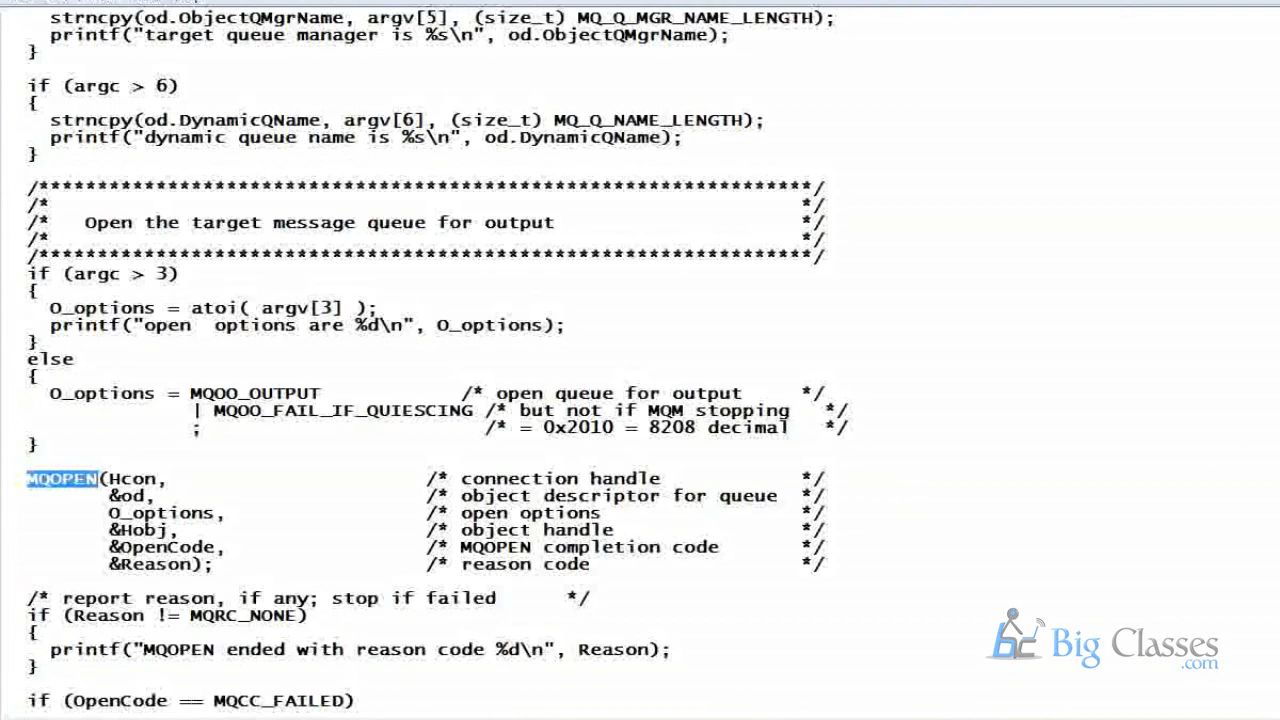 strncpy(od.ObjectQMgrName, argv[5], (size_t) MQ_Q_MGR_NAME_LENGTH);
printf("target queue manager is %s\n", od.ObjectQMgrName);
}
if (argc > 6)
{
strncpy(od.DynamicQName, argv[6], (size_t) MQ_Q_NAME_LENGTH);
printf("dynamic queue name is %s\n", od.DynamicQName);
}
/******************************************************************/
/* */
/* Open the target message queue for output */
/* */
/******************************************************************/
if (argc > 3)
{
O_options = atoi( argv[3] );
printf("open  options are %d\n", O_options);
}
else
{
O_options = MQOO_OUTPUT /* open queue for output */
| MQOO_FAIL_IF_QUIESCING /* but not if MQM stopping */
; /* = 0x2010 = 8208 decimal */
}
MQOPEN(Hcon, /* connection handle */
&od, /* object descriptor for queue */
O_options, /* open options */
&Hobj, /* object handle */
&OpenCode, /* MQOPEN completion code */
&Reason); /* reason code */
/* report reason, if any; stop if failed */
if (Reason != MQRC_NONE)
{
printf("MQOPEN ended with reason code %d\n", Reason);
}
if (OpenCode == MQCC_FAILED)
bc Big Classes
.com